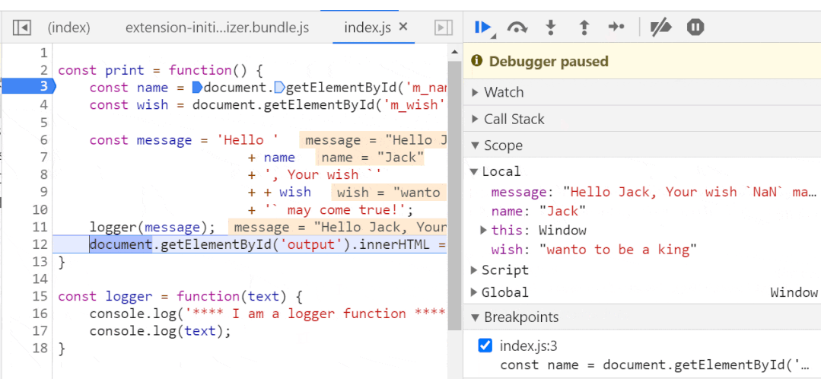 (index) extension-initi...izer.bundle.js index.js ×
1
2 const print = function() {
3 const name = document.getElementById('m_nam
4 const wish = document.getElementById('m_wish'
5
6 const message = 'Hello ' message = "Hello J
7 + name name = "Jack"
8 + ', Your wish `'
9 + + wish wish = "wanto
10 + '` may come true!';
11 logger(message); message = "Hello Jack, Your
12 document.getElementById('output').innerHTML =
13 }
14
15 const logger = function(text) {
16 console.log('**** I am a logger function ****
17 console.log(text);
18 }
Debugger paused
Watch
Call Stack
Scope
Local
message: "Hello Jack, Your wish `NaN` ma…
name: "Jack"
this: Window
wish: "wanto to be a king"
Script
Global Window
Breakpoints
index.js:3
const name = document.getElementById('…